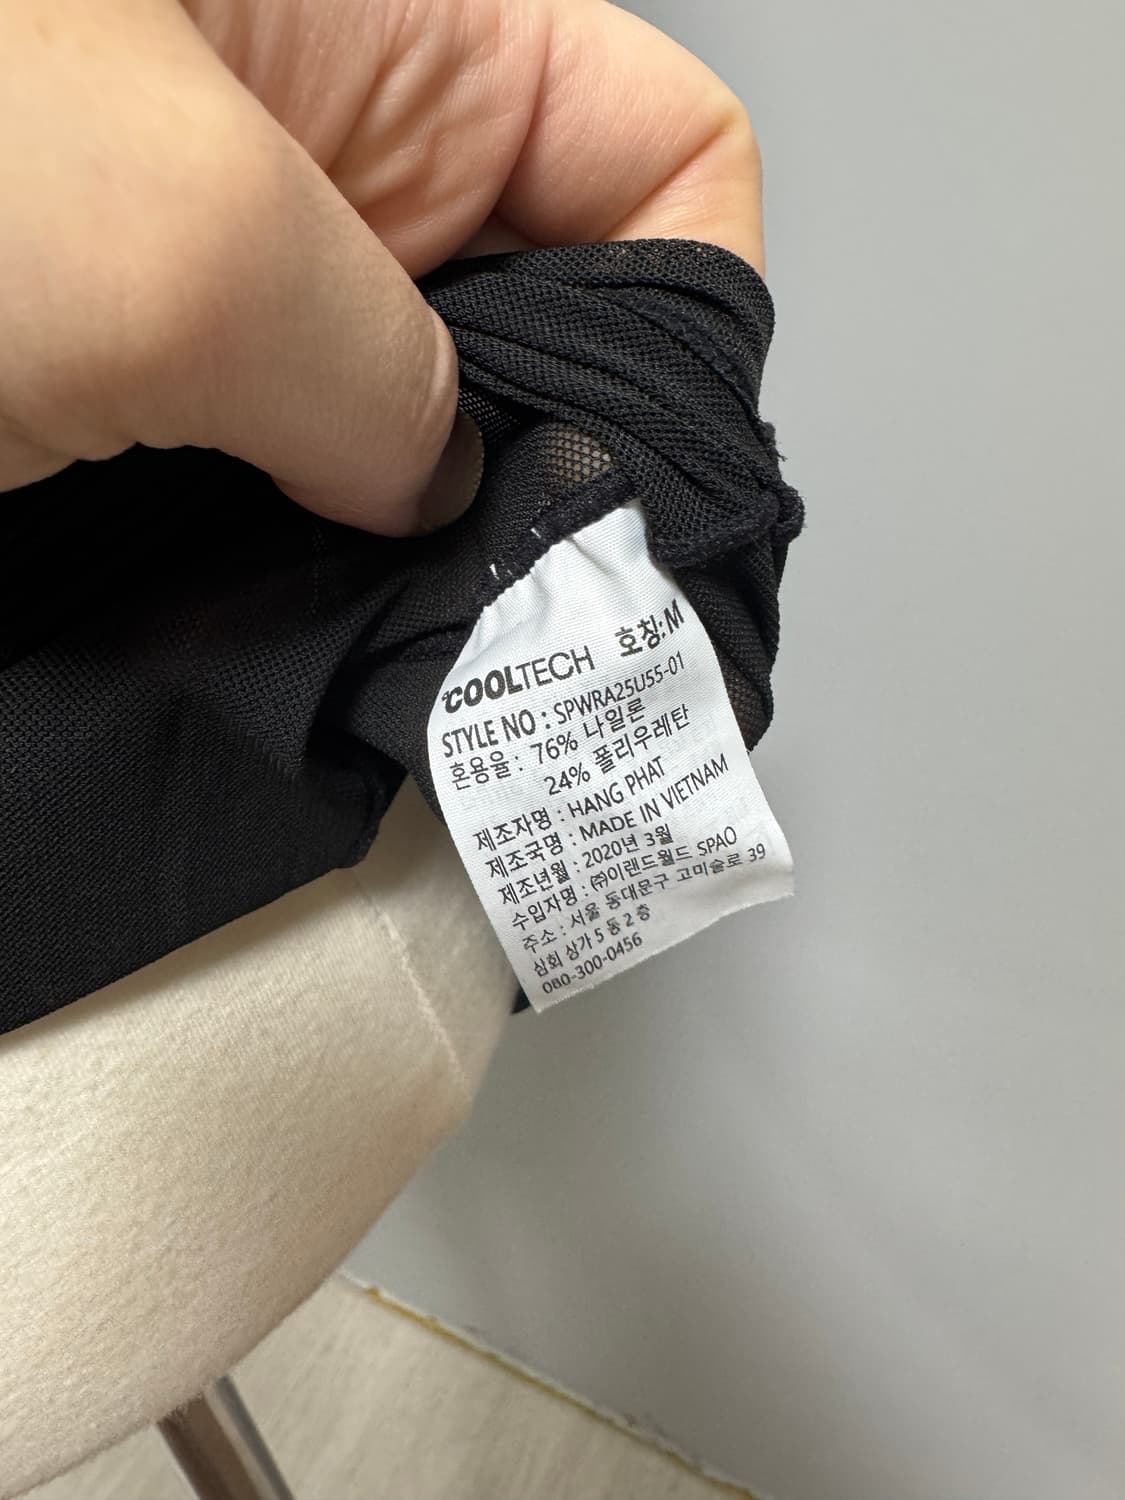 COOLTECH 호칭:M
STYLE NO : SPWRA25U55-01
혼용율 : 76% 나일론
24% 폴리우레탄
제조자명 : HANG PHAT
제조국명 : MADE IN VIETNAM
제조년월 : 2020년 3월
수입자명 : ㈜이랜드월드 SPAO
주소 : 서울 동대문구 고미술로 39
심회 상가 5 동 2 층
080-300-0456